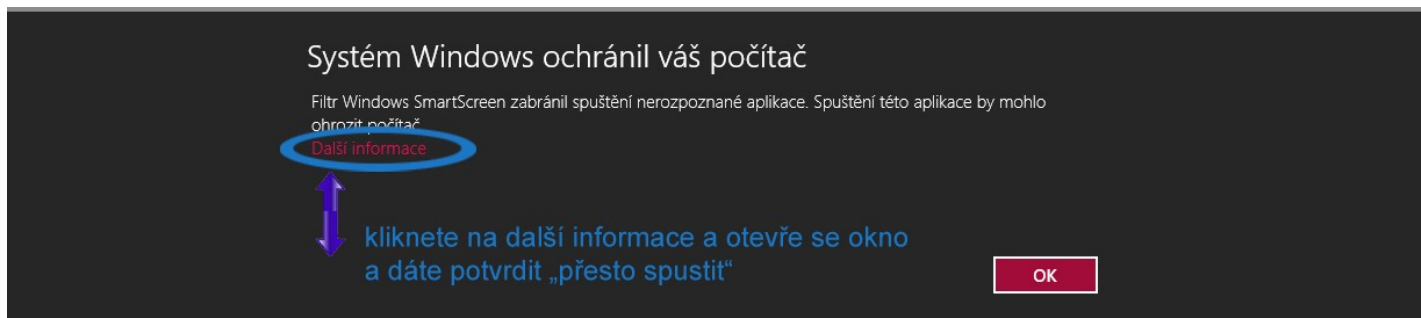 Systém Windows ochránil váš počítač
Filtr Windows SmartScreen zabránil spuštění nerozpoznané aplikace. Spuštění této aplikace by mohlo
ohrozit počítač
Další informace
kliknete na další informace a otevře se okno
a dáte potvrdit „přesto spustit“
OK